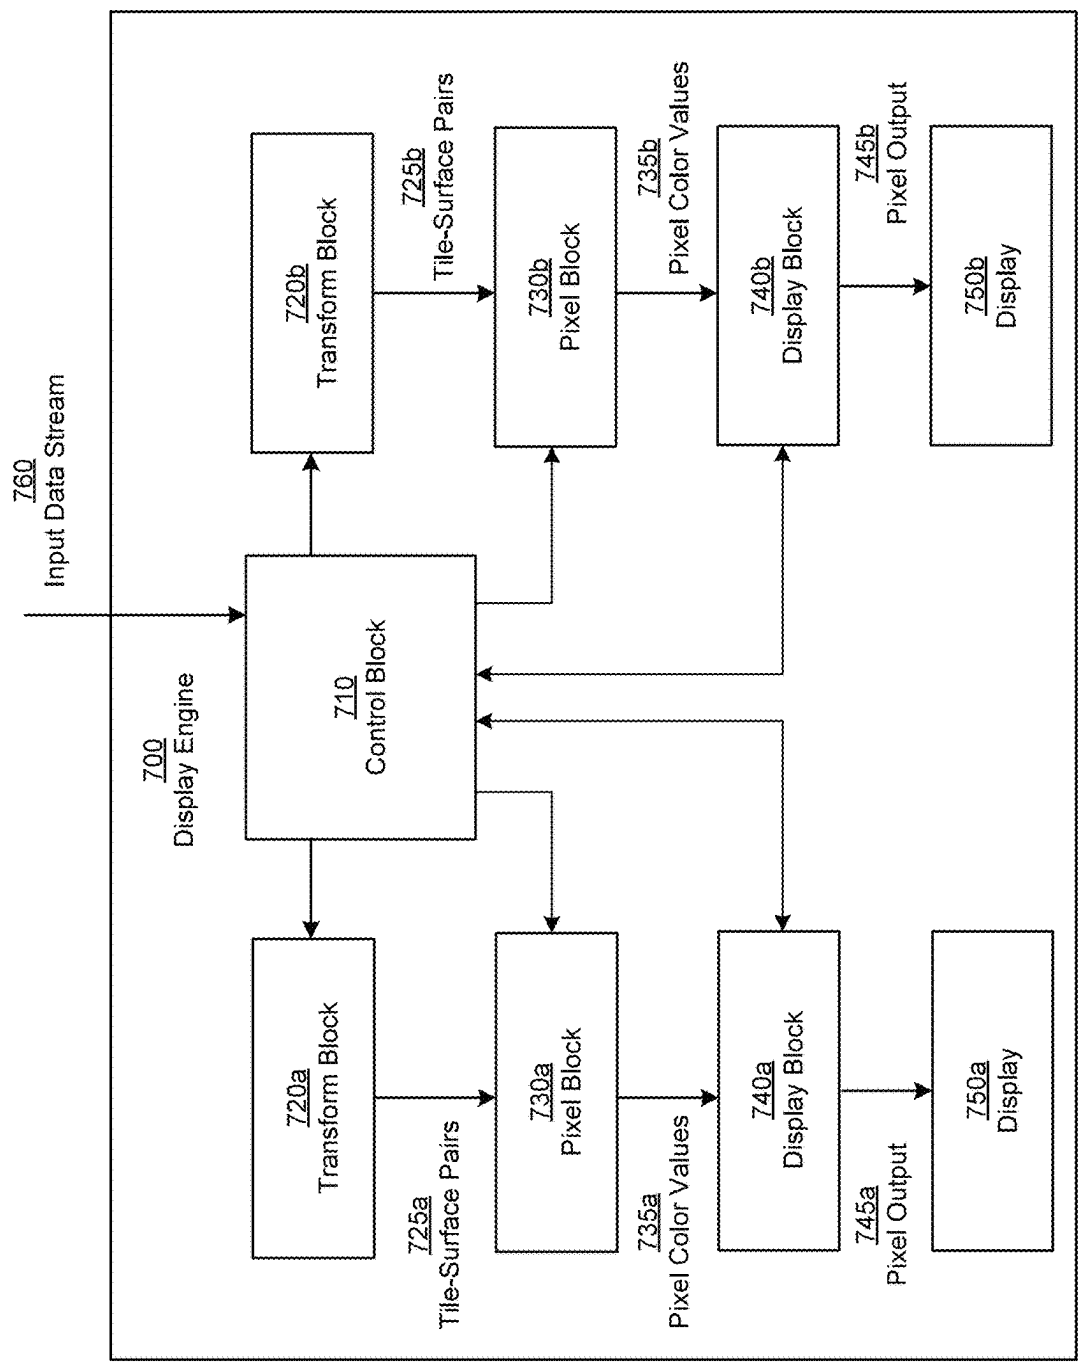 760
Input Data Stream
700
Display Engine
710
Control Block
720a
Transform Block
720b
Transform Block
725a
Tile-Surface Pairs
725b
Tile-Surface Pairs
730a
Pixel Block
730b
Pixel Block
735a
Pixel Color Values
735b
Pixel Color Values
740a
Display Block
740b
Display Block
745a
Pixel Output
745b
Pixel Output
750a
Display
750b
Display